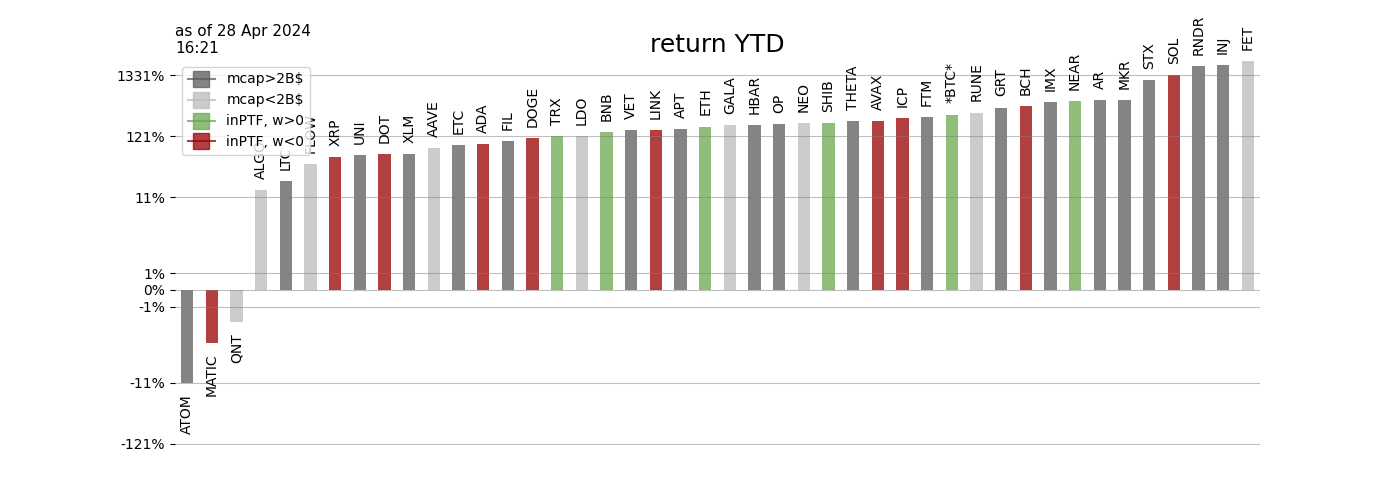 as of 28 Apr 2024
16:21
return YTD
mcap>2B$
mcap<2B$
inPTF, w>0
inPTF, w<0
1331%
121%
11%
1%
0%
-1%
-11%
-121%
ATOM
MATIC
QNT
ALGO
LTC
FLOW
XRP
UNI
DOT
XLM
AAVE
ETC
ADA
FIL
DOGE
TRX
LDO
BNB
VET
LINK
APT
ETH
GALA
HBAR
OP
NEO
SHIB
THETA
AVAX
ICP
FTM
*BTC*
RUNE
GRT
BCH
IMX
NEAR
AR
MKR
STX
SOL
RNDR
INJ
FET